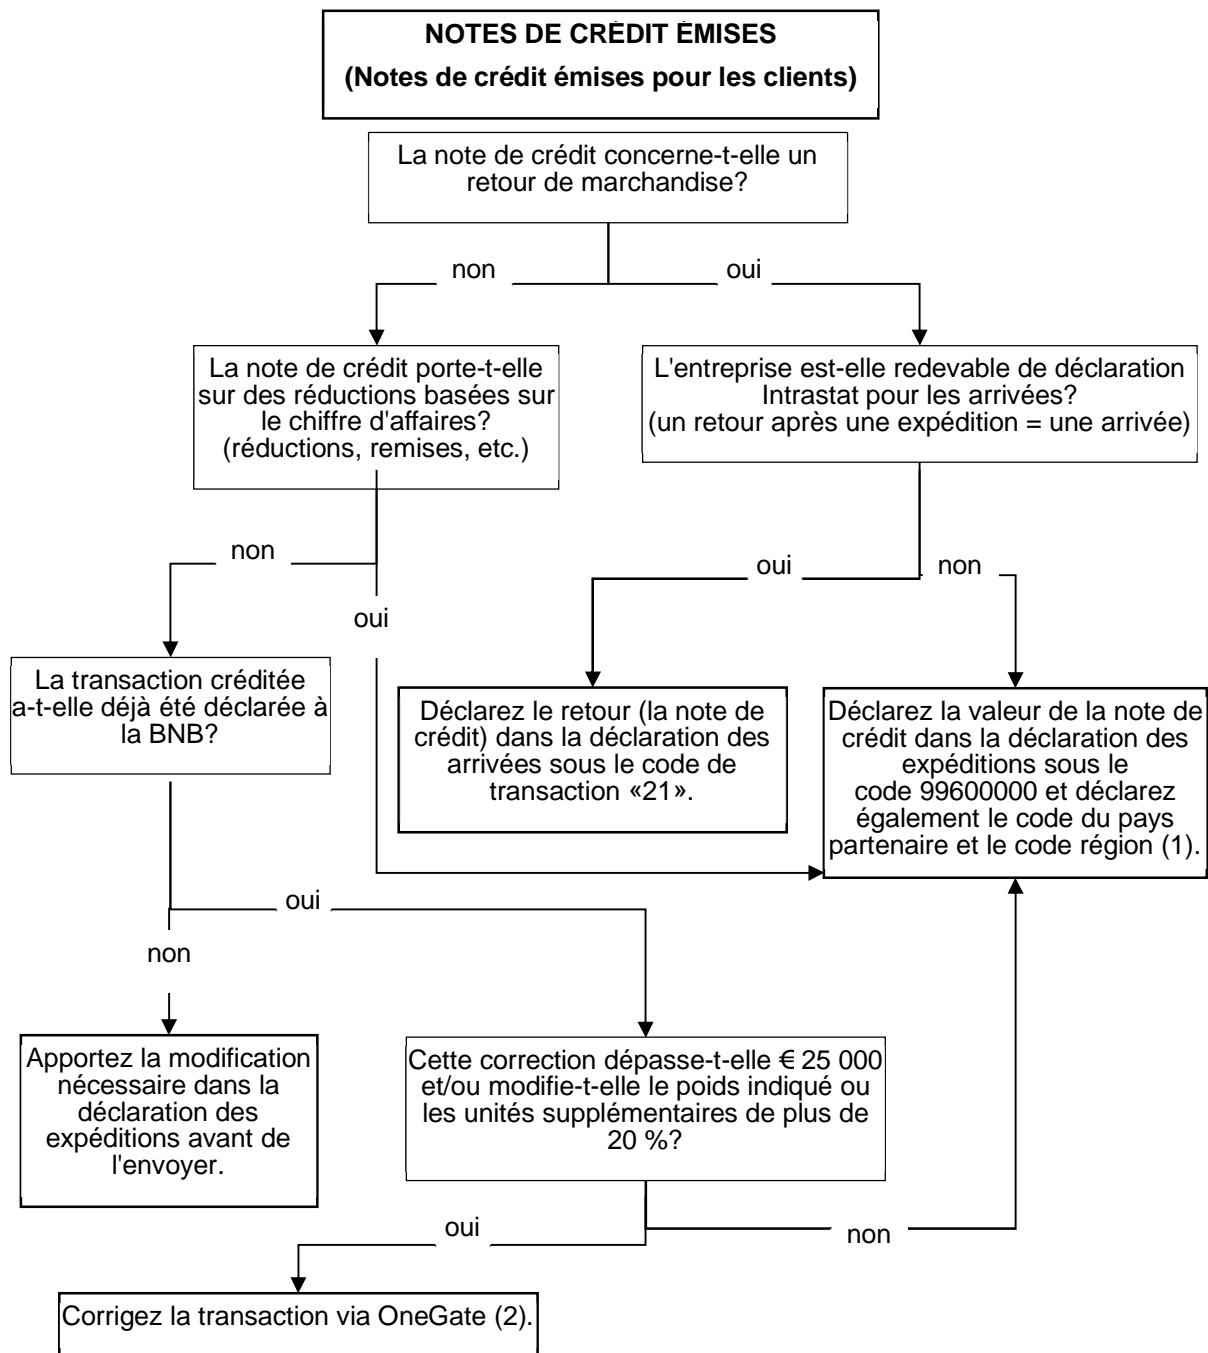 NOTES DE CRÉDIT ÉMISES
(Notes de crédit émises pour les clients)
La note de crédit concerne-t-elle un
retour de marchandise?
non
oui
La note de crédit porte-t-elle
sur des réductions basées sur
le chiffre d'affaires?
(réductions, remises, etc.)
L'entreprise est-elle redevable de déclaration
Intrastat pour les arrivées?
(un retour après une expédition = une arrivée)
non
oui
oui
non
La transaction créditée
a-t-elle déjà été déclarée à
la BNB?
Déclarez le retour (la note de
crédit) dans la déclaration des
arrivées sous le code de
transaction «21».
Déclarez la valeur de la note de
crédit dans la déclaration des
expéditions sous le
code 99600000 et déclarez
également le code du pays
partenaire et le code région (1).
oui
non
Apportez la modification
nécessaire dans la
déclaration des
expéditions avant de
l'envoyer.
Cette correction dépasse-t-elle € 25 000
et/ou modifie-t-elle le poids indiqué ou
les unités supplémentaires de plus de
20 %?
oui
non
Corrigez la transaction via OneGate (2).